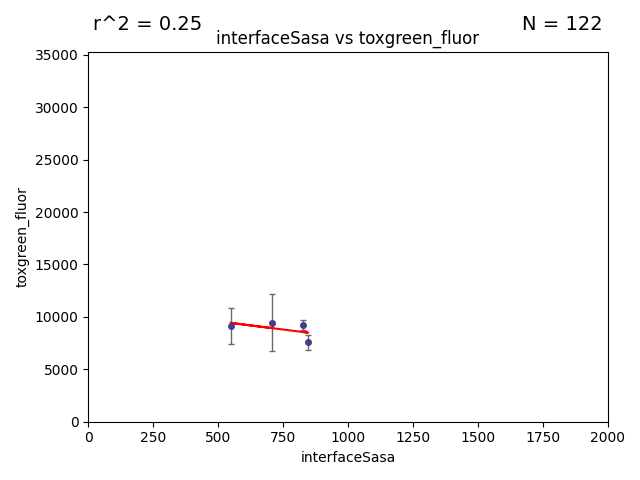 r^2 = 0.25
N = 122
interfaceSasa vs toxgreen_fluor
35000
30000
25000
20000
15000
10000
5000
0
toxgreen_fluor
0 250 500 750 1000 1250 1500 1750 2000
interfaceSasa